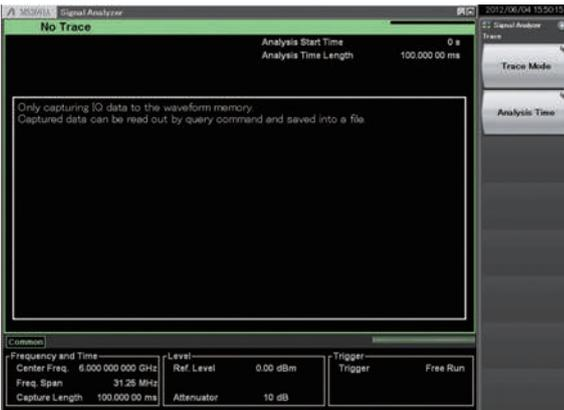 Signal Analyzer
2012/06/04 15:50:15
No Trace
Signal Analyzer
Trace
Analysis Start Time 0 s
Analysis Time Length 100.000 00 ms
Trace Mode
Analysis Time
Only capturing IQ data to the waveform memory.
Captured data can be read out by query command and saved into a file.
Common
Frequency and Time
Center Freq. 6.000 000 000 GHz
Freq. Span 31.25 MHz
Capture Length 100.000 00 ms
Level
Ref. Level 0.00 dBm
Attenuator 10 dB
Trigger
Trigger Free Run